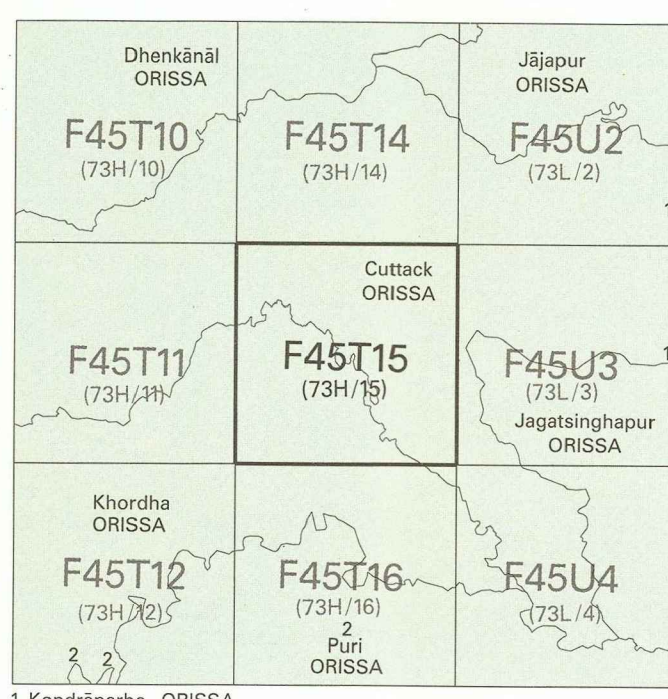 Dhenkānāl
ORISSA
F45T10
(73H/10)
F45T14
(73H/14)
Jājapur
ORISSA
F45U2
(73L/2)
1
F45T11
(73H/11)
Cuttack
ORISSA
F45T15
(73H/15)
1
F45U3
(73L/3)
Jagatsinghapur
ORISSA
Khordha
ORISSA
F45T12
(73H/12)
2 2
F45T16
(73H/16)
2
Puri
ORISSA
F45U4
(73L/4)